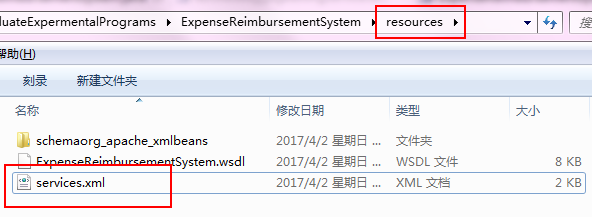 duateExpermentalPrograms ▸ ExpenseReimbursementSystem ▸ resources ▸
帮助(H)
刻录 新建文件夹
名称 修改日期 类型 大小
schemaorg_apache_xmlbeans 2017/4/2 星期日 ... 文件夹
ExpenseReimbursementSystem.wsdl 2017/4/2 星期日 ... WSDL 文件 8 KB
services.xml 2017/4/2 星期日 ... XML 文档 2 KB